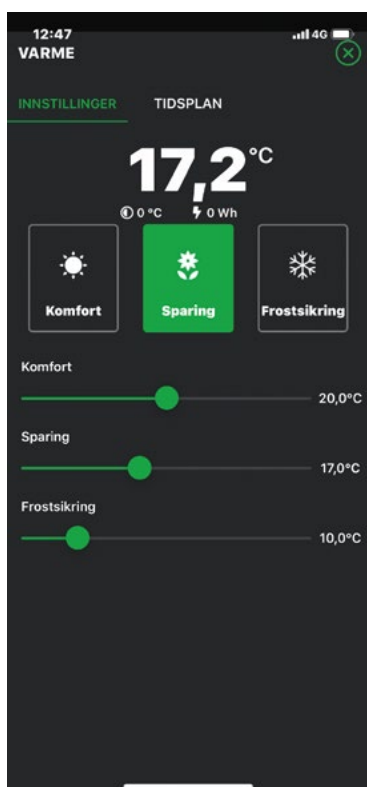 12:47
4G
VARME
INNSTILLINGER TIDSPLAN
17,2°C
0 °C 0 Wh
Komfort Sparing Frostsikring
Komfort
20,0°C
Sparing
17,0°C
Frostsikring
10,0°C